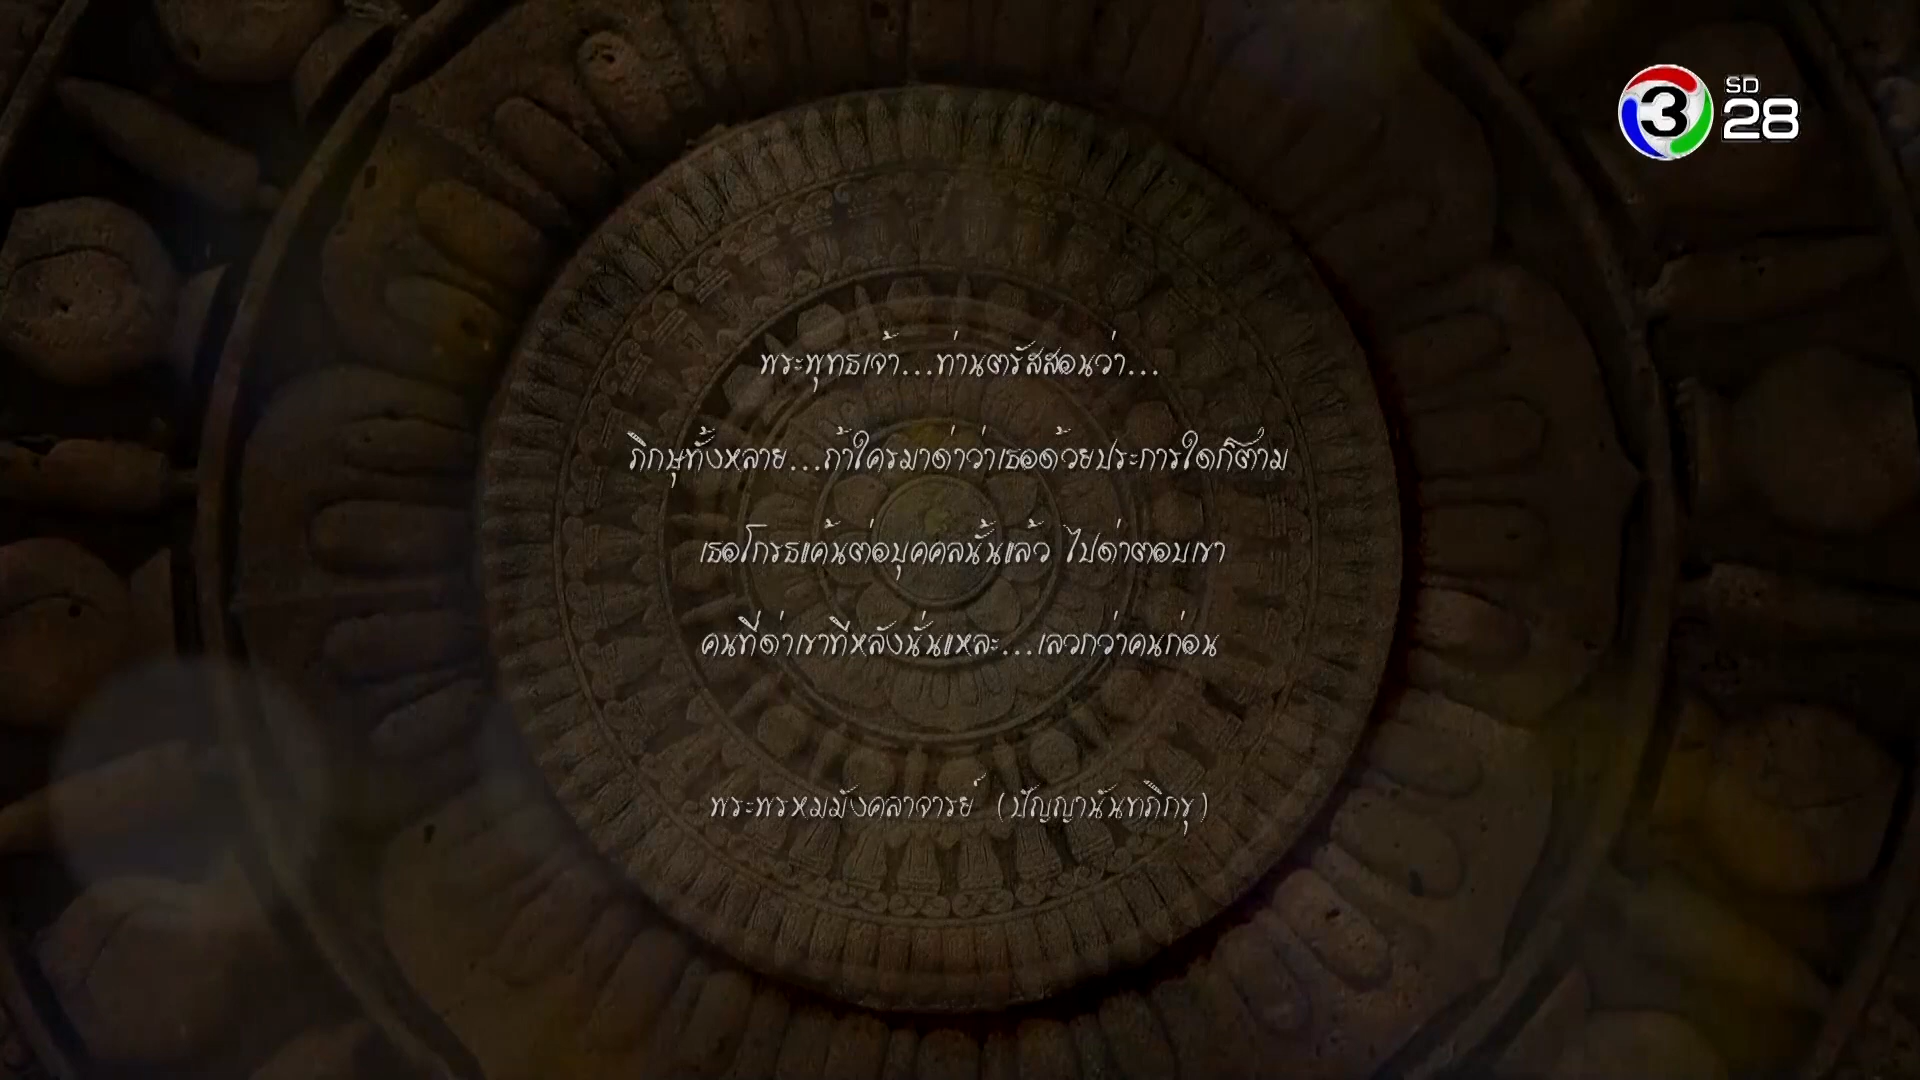 3 SD
28
พระพุทธเจ้า...ท่านตรัสสอนว่า...
ภิกษุทั้งหลาย...ถ้าใครมาด่าว่าเธอด้วยประการใดก็ตาม
เธอโกรธแค้นต่อบุคคลนั้นแล้ว ไปด่าตอบเขา
คนที่ด่าเขาทีหลังนั่นแหละ...เลวกว่าคนก่อน
พระพรหมมังคลาจารย์ (ปัญญานันทภิกขุ)